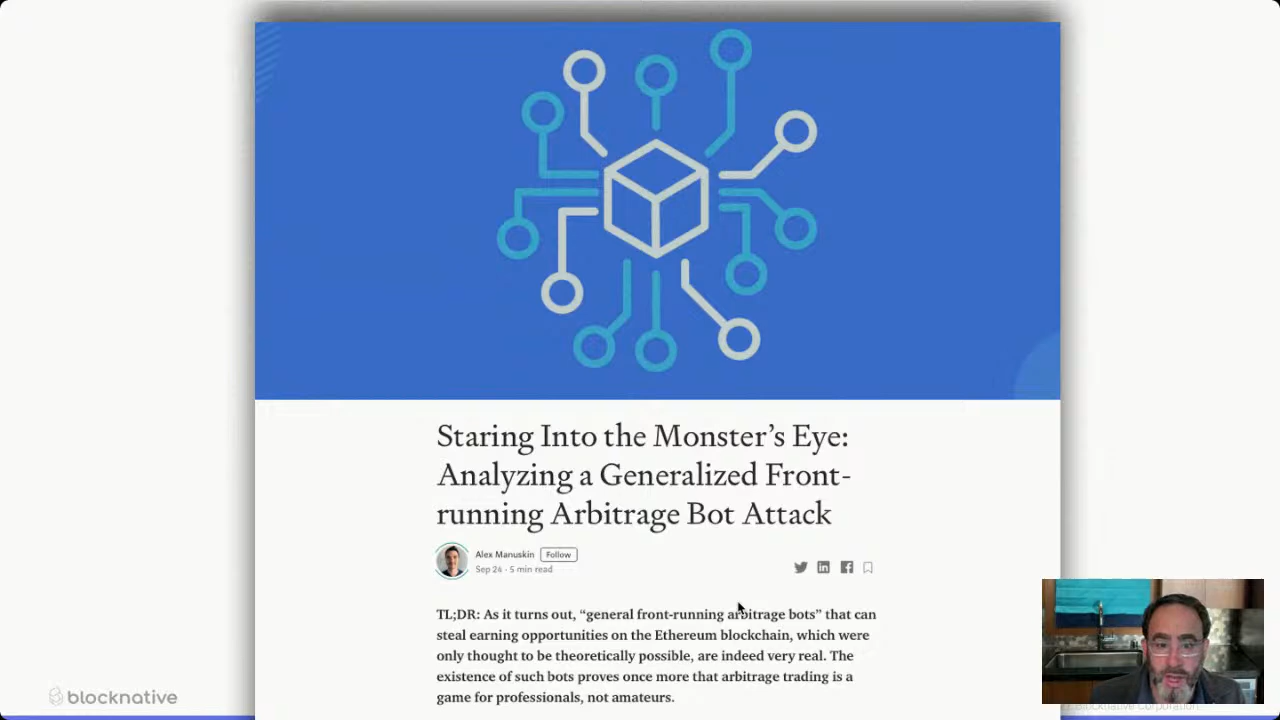 Staring Into the Monster’s Eye:
Analyzing a Generalized Front-
running Arbitrage Bot Attack
Alex Manuskin Follow
Sep 24 · 5 min read
TL;DR: As it turns out, “general front-running arbitrage bots” that can
steal earning opportunities on the Ethereum blockchain, which were
only thought to be theoretically possible, are indeed very real. The
existence of such bots proves once more that arbitrage trading is a
game for professionals, not amateurs.
blocknative
Blocknative Corporation